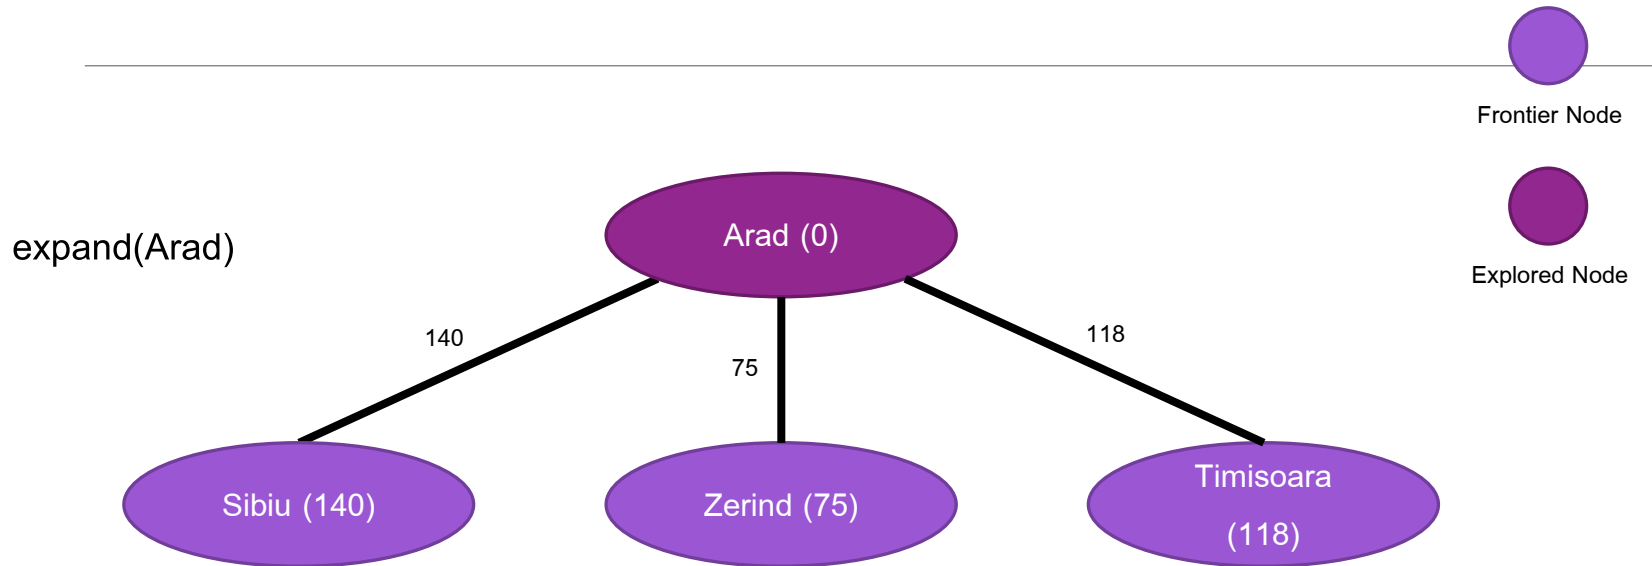 Frontier Node
Arad (0)
expand(Arad)
Explored Node
140
75
118
Sibiu (140)
Zerind (75)
Timisoara
(118)